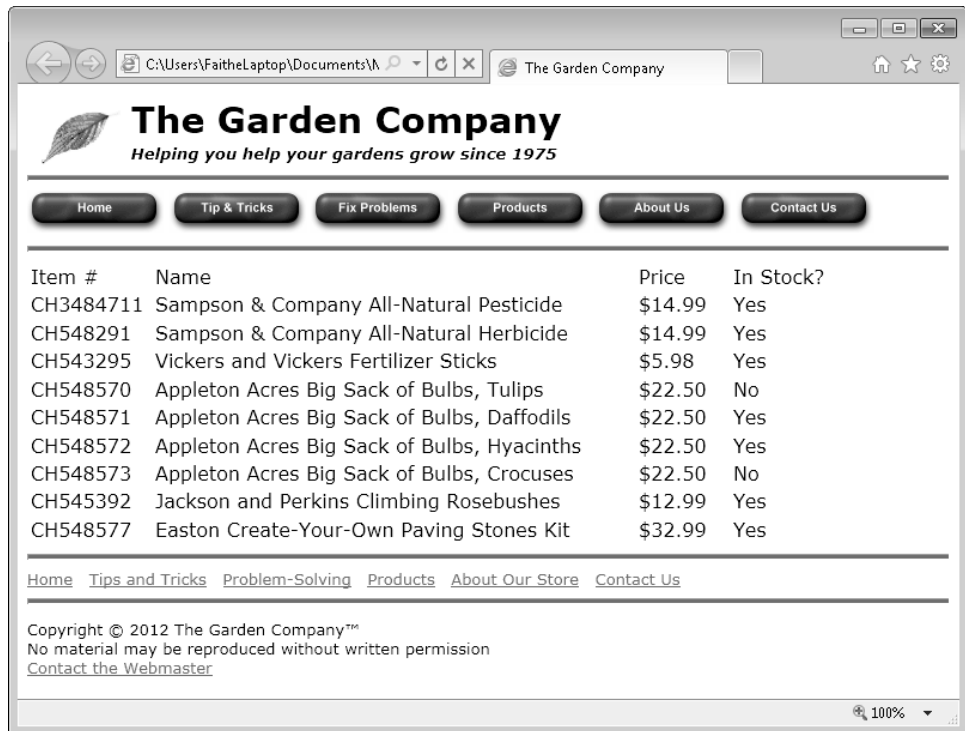 C:\Users\FaitheLaptop\Documents\M
The Garden Company
The Garden Company
Helping you help your gardens grow since 1975
Home Tip & Tricks Fix Problems Products About Us Contact Us
Item # Name Price In Stock?
CH3484711 Sampson & Company All-Natural Pesticide $14.99 Yes
CH548291 Sampson & Company All-Natural Herbicide $14.99 Yes
CH543295 Vickers and Vickers Fertilizer Sticks $5.98 Yes
CH548570 Appleton Acres Big Sack of Bulbs, Tulips $22.50 No
CH548571 Appleton Acres Big Sack of Bulbs, Daffodils $22.50 Yes
CH548572 Appleton Acres Big Sack of Bulbs, Hyacinths $22.50 Yes
CH548573 Appleton Acres Big Sack of Bulbs, Crocuses $22.50 No
CH545392 Jackson and Perkins Climbing Rosebushes $12.99 Yes
CH548577 Easton Create-Your-Own Paving Stones Kit $32.99 Yes
Home Tips and Tricks Problem-Solving Products About Our Store Contact Us
Copyright © 2012 The Garden Company™
No material may be reproduced without written permission
Contact the Webmaster
100%